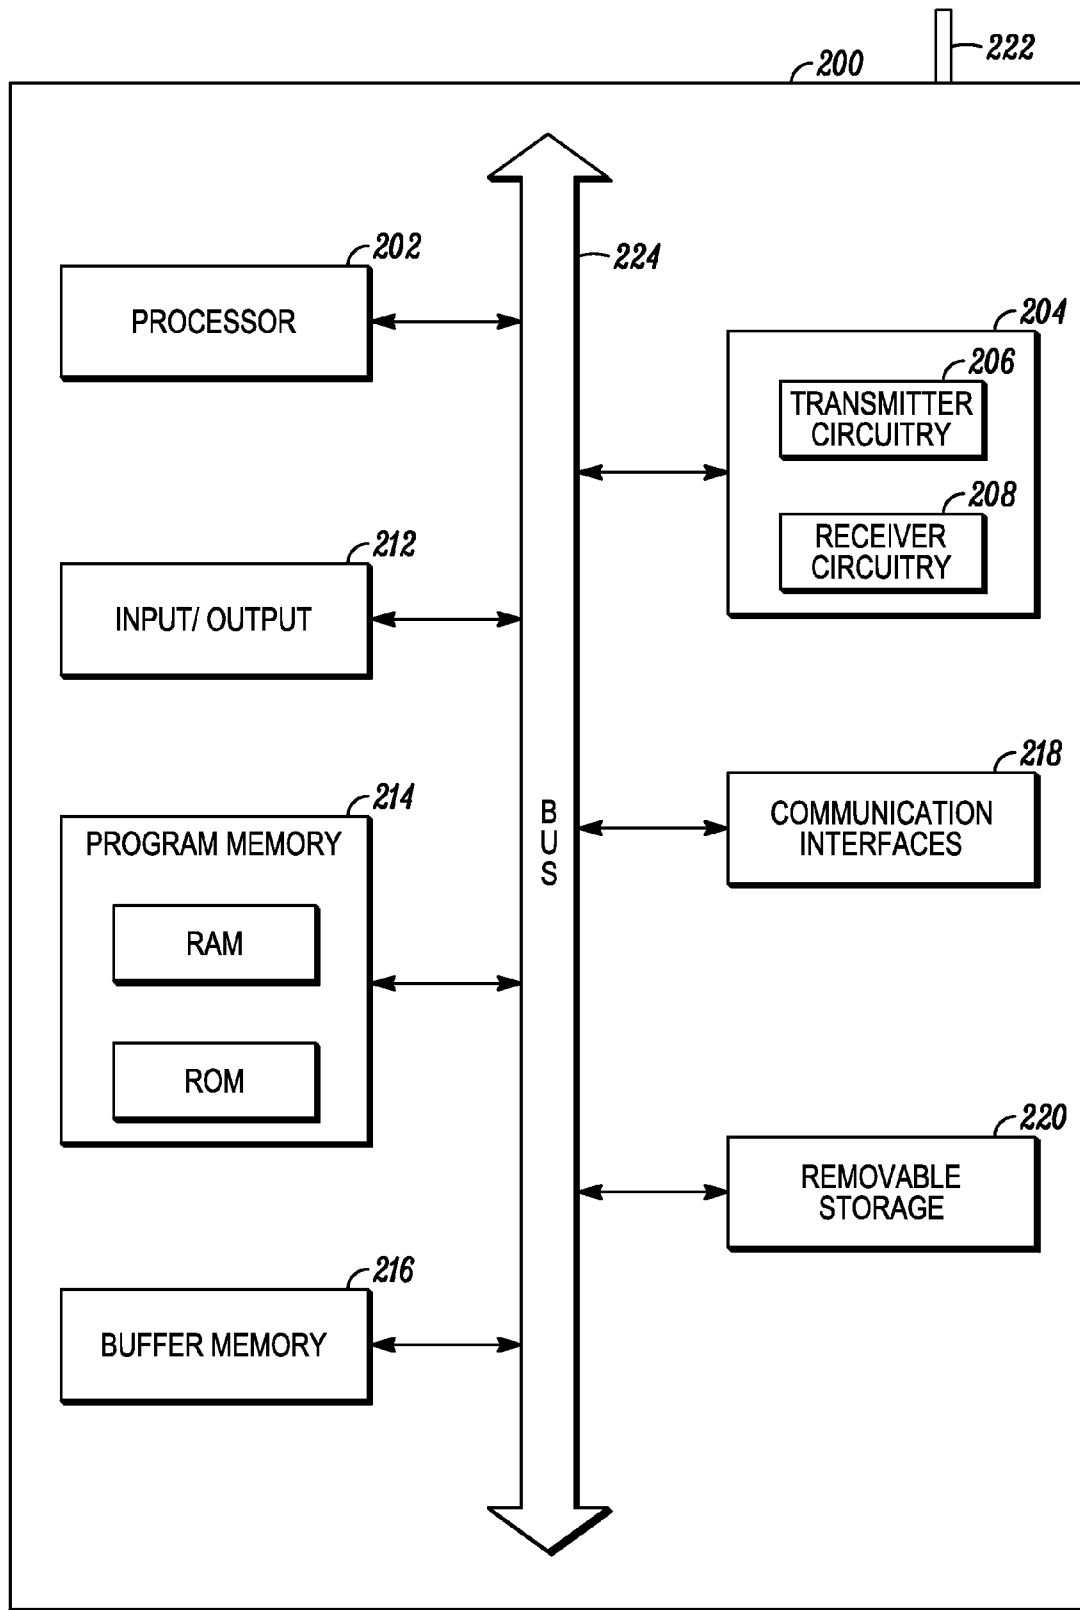 222
200
202
PROCESSOR
224
204
206
TRANSMITTER
CIRCUITRY
208
RECEIVER
CIRCUITRY
212
INPUT/ OUTPUT
214
PROGRAM MEMORY
RAM
ROM
BUS
218
COMMUNICATION
INTERFACES
220
REMOVABLE
STORAGE
216
BUFFER MEMORY